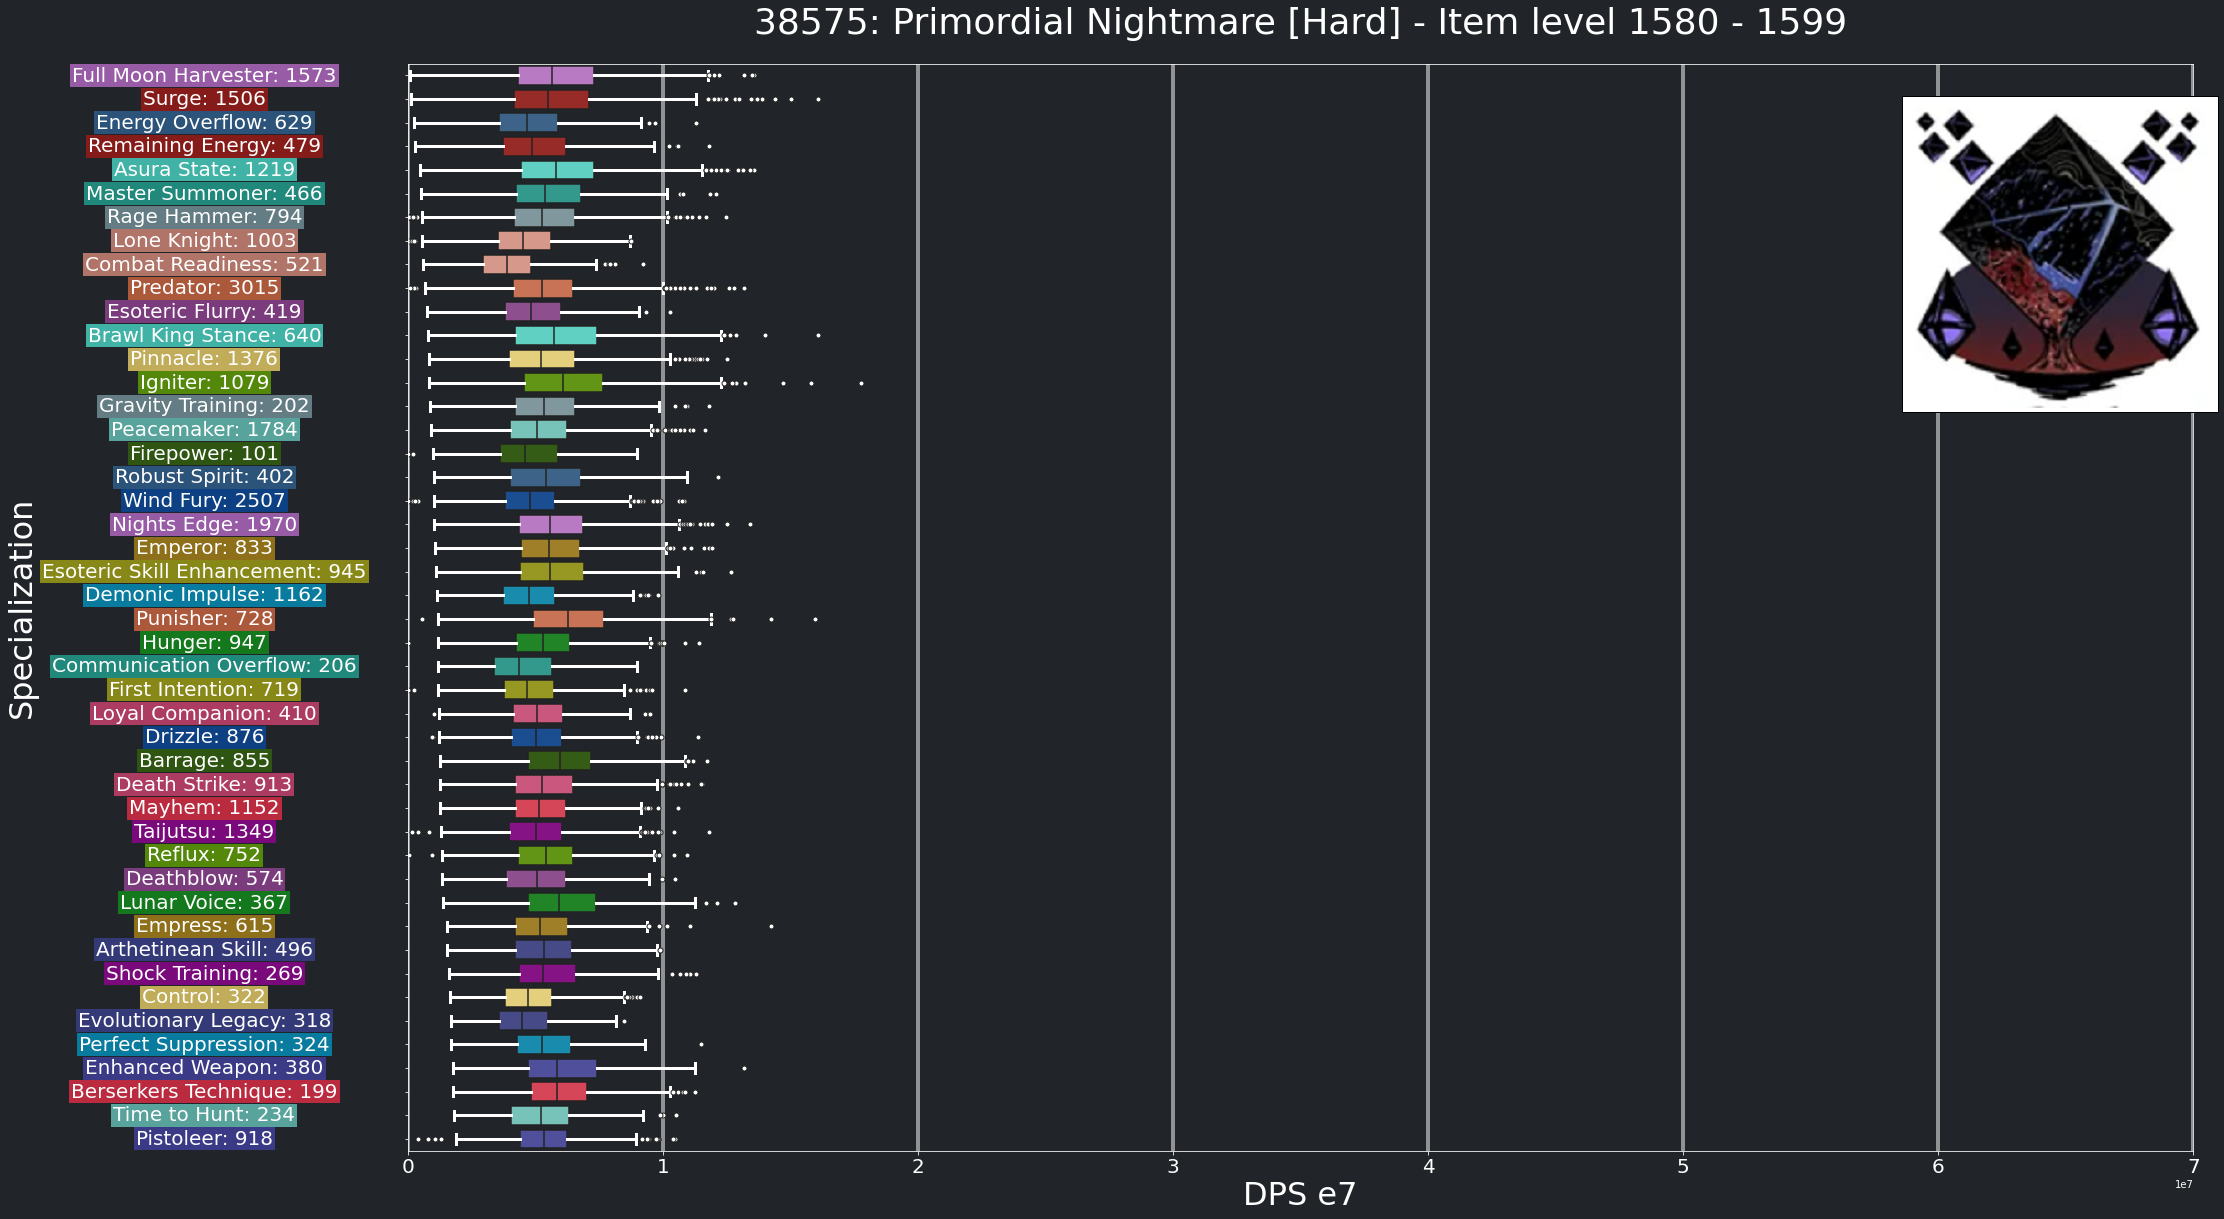 38575: Primordial Nightmare [Hard] - Item level 1580 - 1599
Full Moon Harvester: 1573
Surge: 1506
Energy Overflow: 629
Remaining Energy: 479
Asura State: 1219
Master Summoner: 466
Rage Hammer: 794
Lone Knight: 1003
Combat Readiness: 521
Predator: 3015
Esoteric Flurry: 419
Brawl King Stance: 640
Pinnacle: 1376
Igniter: 1079
Gravity Training: 202
Peacemaker: 1784
Firepower: 101
Robust Spirit: 402
Wind Fury: 2507
Nights Edge: 1970
Emperor: 833
Esoteric Skill Enhancement: 945
Demonic Impulse: 1162
Punisher: 728
Hunger: 947
Communication Overflow: 206
First Intention: 719
Loyal Companion: 410
Drizzle: 876
Barrage: 855
Death Strike: 913
Mayhem: 1152
Taijutsu: 1349
Reflux: 752
Deathblow: 574
Lunar Voice: 367
Empress: 615
Arthetinean Skill: 496
Shock Training: 269
Control: 322
Evolutionary Legacy: 318
Perfect Suppression: 324
Enhanced Weapon: 380
Berserkers Technique: 199
Time to Hunt: 234
Pistoleer: 918
Specialization
0 1 2 3 4 5 6 7
1e7
DPS e7